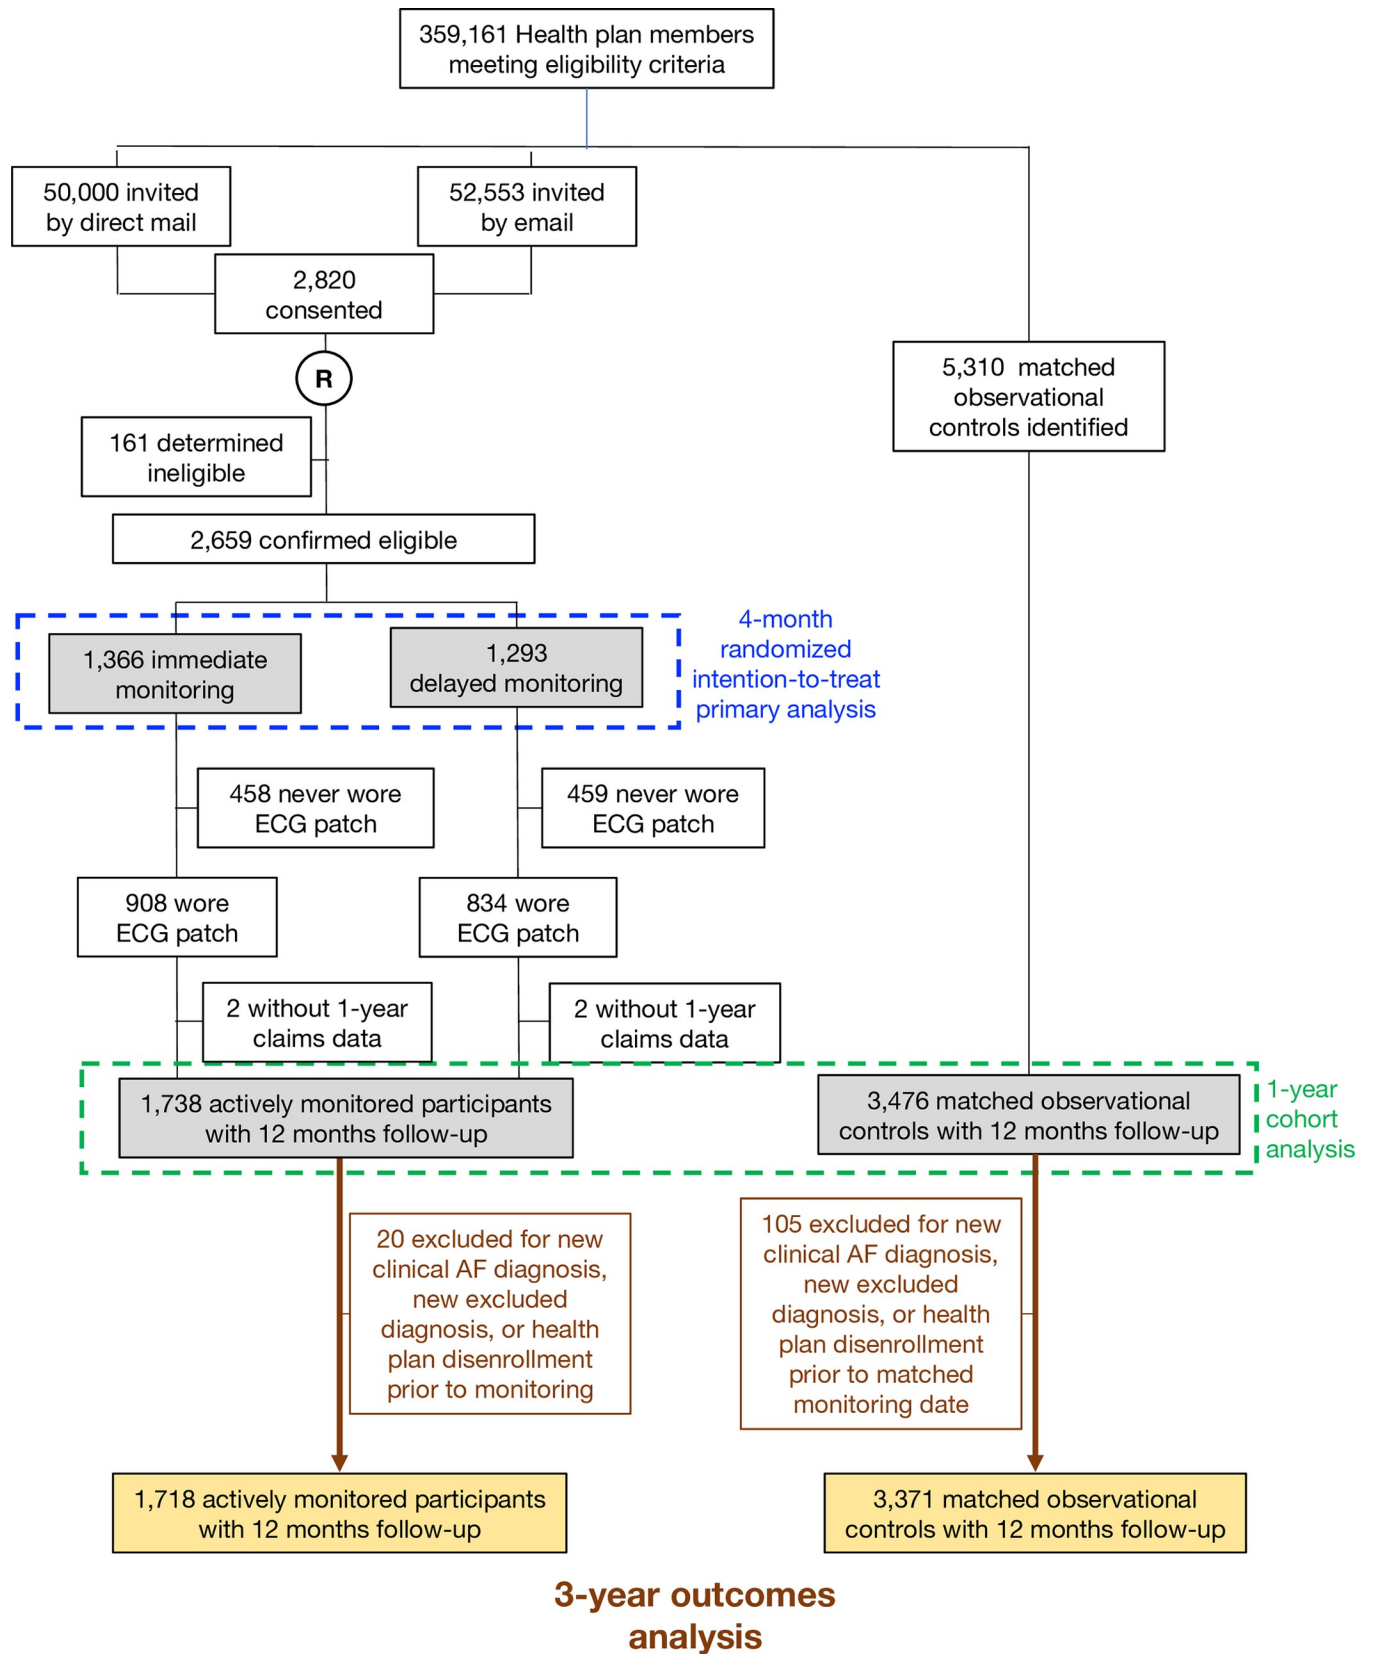 359,161 Health plan members
meeting eligibility criteria
50,000 invited
by direct mail
52,553 invited
by email
2,820
consented
R
5,310 matched
observational
controls identified
161 determined
ineligible
2,659 confirmed eligible
1,366 immediate
monitoring
1,293
delayed monitoring
4-month
randomized
intention-to-treat
primary analysis
458 never wore
ECG patch
459 never wore
ECG patch
908 wore
ECG patch
834 wore
ECG patch
2 without 1-year
claims data
2 without 1-year
claims data
1,738 actively monitored participants
with 12 months follow-up
3,476 matched observational
controls with 12 months follow-up
1-year
cohort
analysis
20 excluded for new
clinical AF diagnosis,
new excluded
diagnosis, or health
plan disenrollment
prior to monitoring
105 excluded for new
clinical AF diagnosis,
new excluded
diagnosis, or health
plan disenrollment
prior to matched
monitoring date
1,718 actively monitored participants
with 12 months follow-up
3,371 matched observational
controls with 12 months follow-up
3-year outcomes
analysis